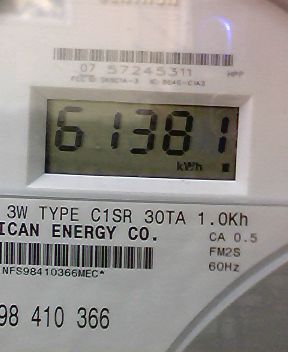 07 57245311 HPP
61381
kWh
3W TYPE C1SR 30TA 1.0Kh
ICAN ENERGY CO.
CA 0.5
FM2S
NFS98410366MEC*
60Hz
98 410 366